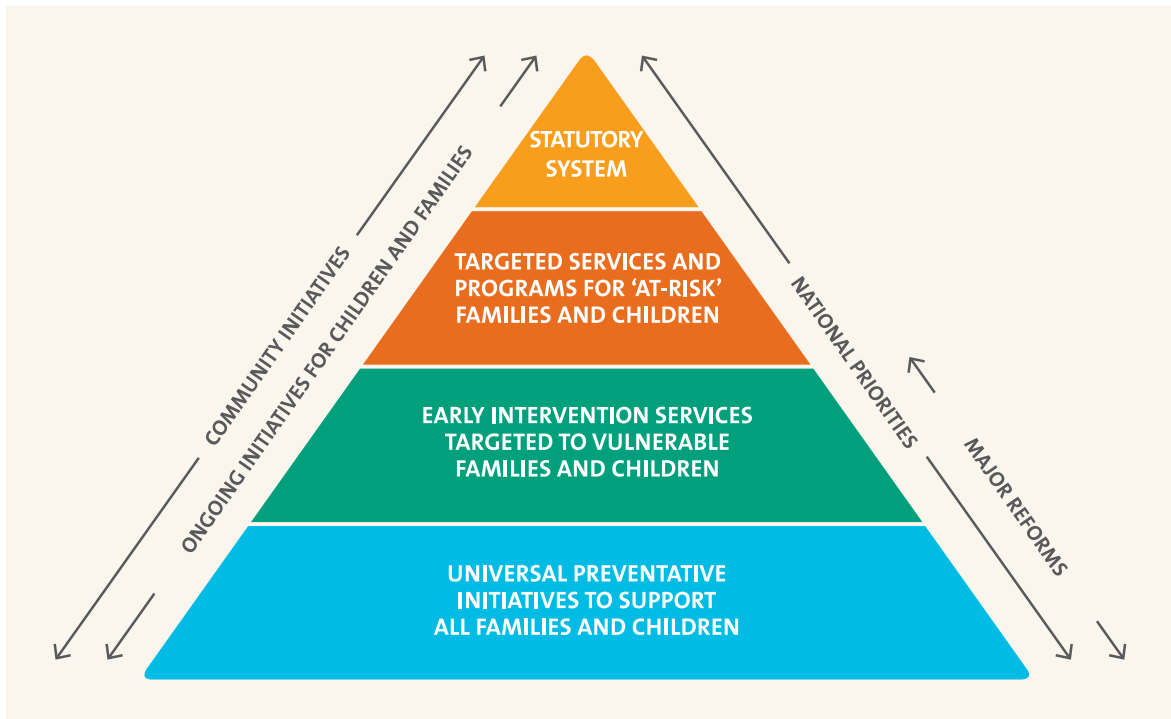 STATUTORY
SYSTEM
TARGETED SERVICES AND
PROGRAMS FOR ‘AT-RISK’
FAMILIES AND CHILDREN
EARLY INTERVENTION SERVICES
TARGETED TO VULNERABLE
FAMILIES AND CHILDREN
UNIVERSAL PREVENTATIVE
INITIATIVES TO SUPPORT
ALL FAMILIES AND CHILDREN
COMMUNITY INITIATIVES
ONGOING INITIATIVES FOR CHILDREN AND FAMILIES
NATIONAL PRIORITIES
MAJOR REFORMS